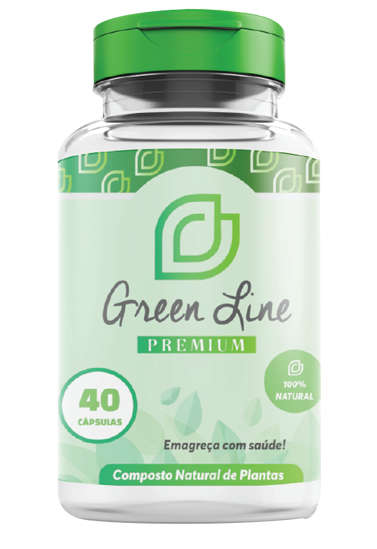 Green Line
PREMIUM
100%
NATURAL
40
CÁPSULAS
Emagreça com saúde!
Composto Natural de Plantas